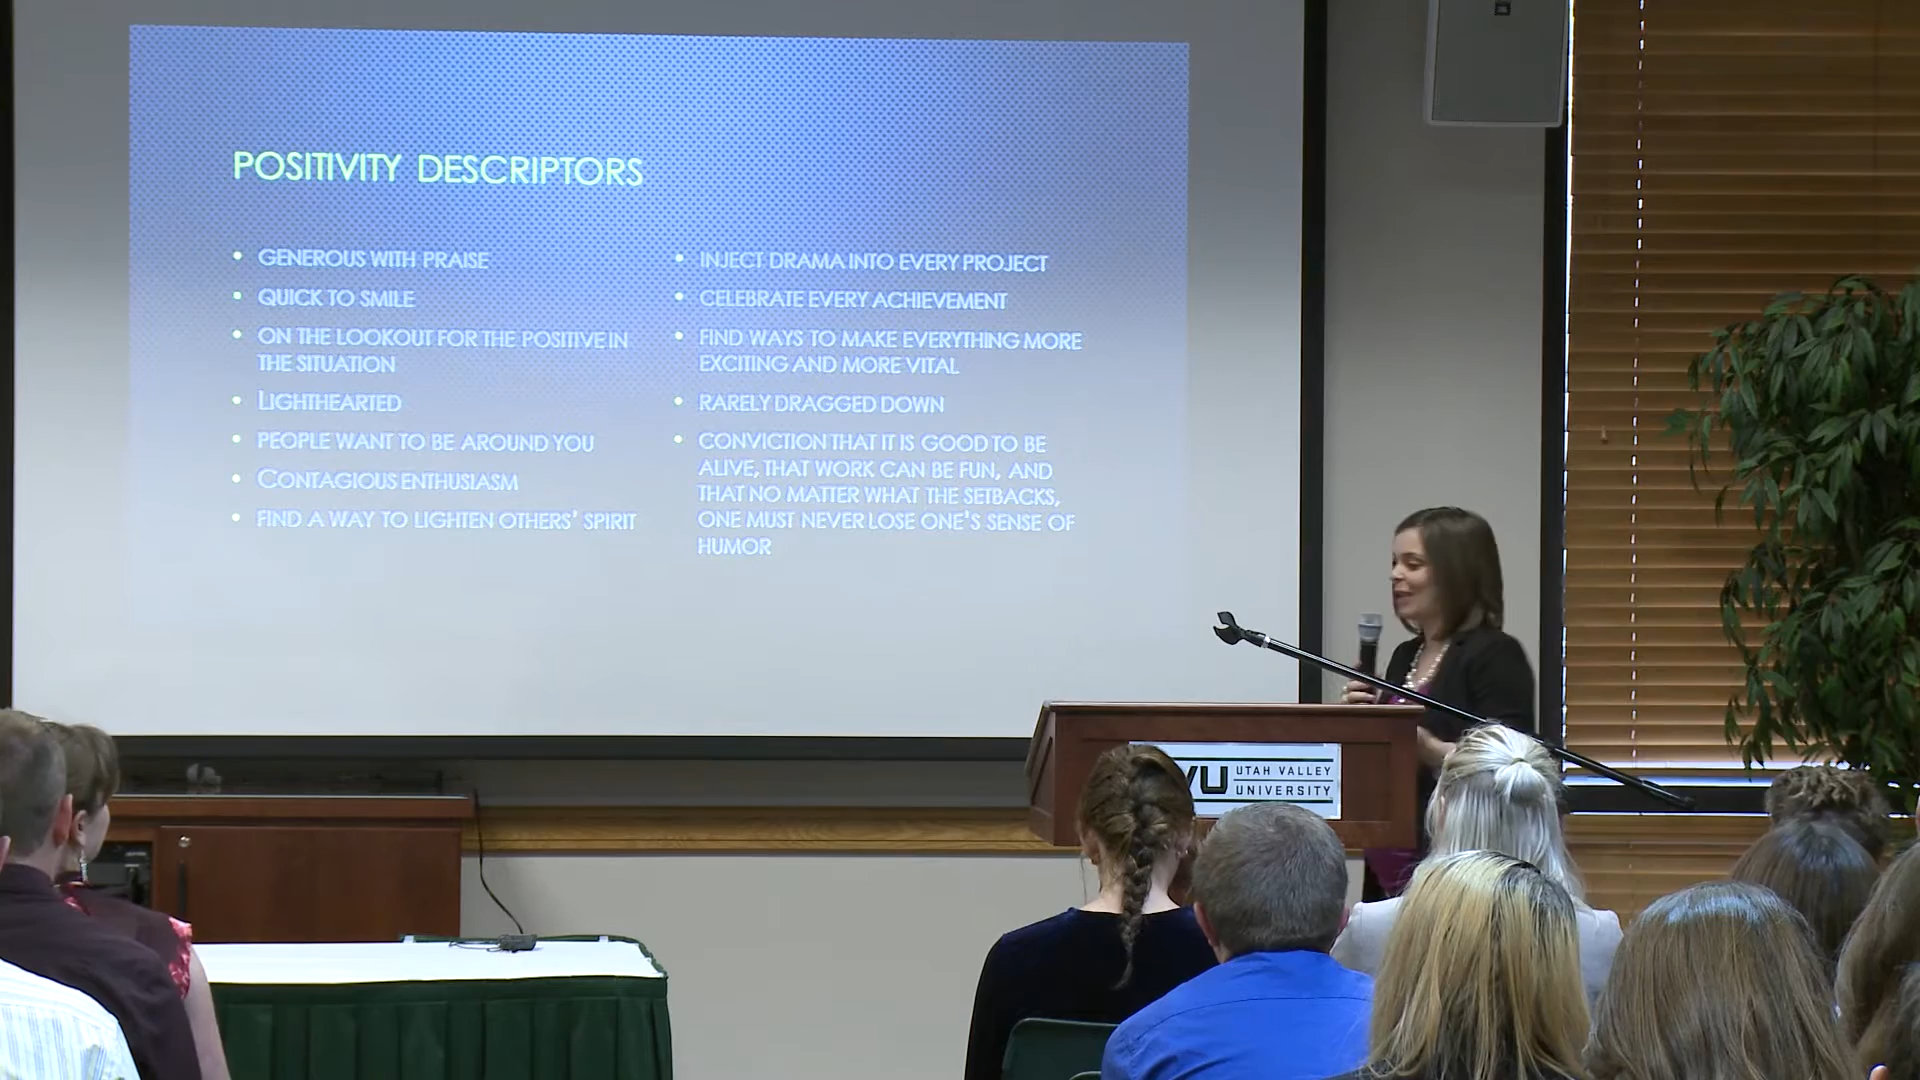 POSITIVITY DESCRIPTORS
• GENEROUS WITH PRAISE
• QUICK TO SMILE
• ON THE LOOKOUT FOR THE POSITIVE IN
THE SITUATION
• LIGHTHEARTED
• PEOPLE WANT TO BE AROUND YOU
• CONTAGIOUS ENTHUSIASM
• FIND A WAY TO LIGHTEN OTHERS' SPIRIT
• INJECT DRAMA INTO EVERY PROJECT
• CELEBRATE EVERY ACHIEVEMENT
• FIND WAYS TO MAKE EVERYTHING MORE
EXCITING AND MORE VITAL
• RARELY DRAGGED DOWN
• CONVICTION THAT IT IS GOOD TO BE
ALIVE, THAT WORK CAN BE FUN, AND
THAT NO MATTER WHAT THE SETBACKS,
ONE MUST NEVER LOSE ONE'S SENSE OF
HUMOR
UTAH VALLEY
UNIVERSITY